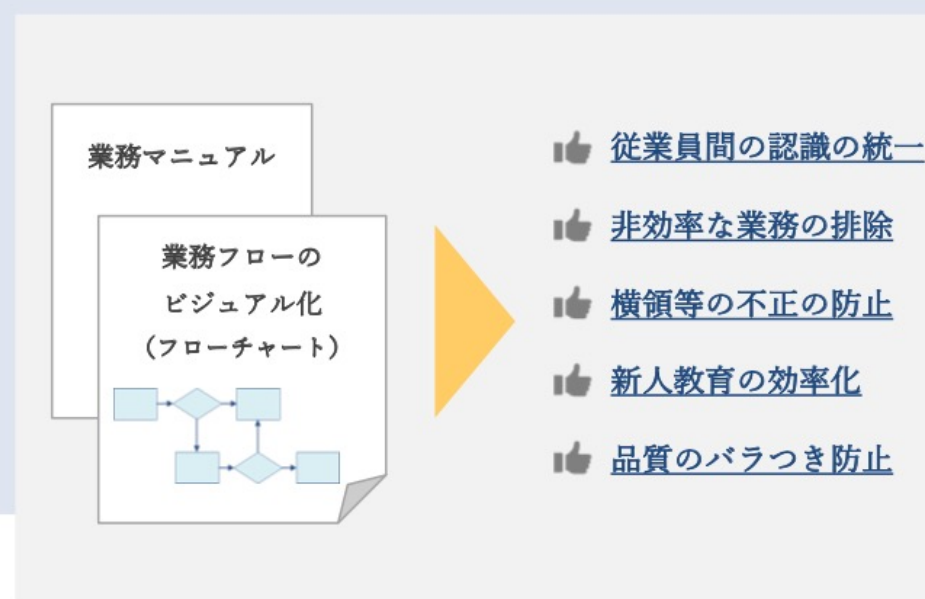 業務マニュアル
業務フローの
ビジュアル化
（フローチャート）
従業員間の認識の統一
非効率な業務の排除
横領等の不正の防止
新人教育の効率化
品質のバラつき防止